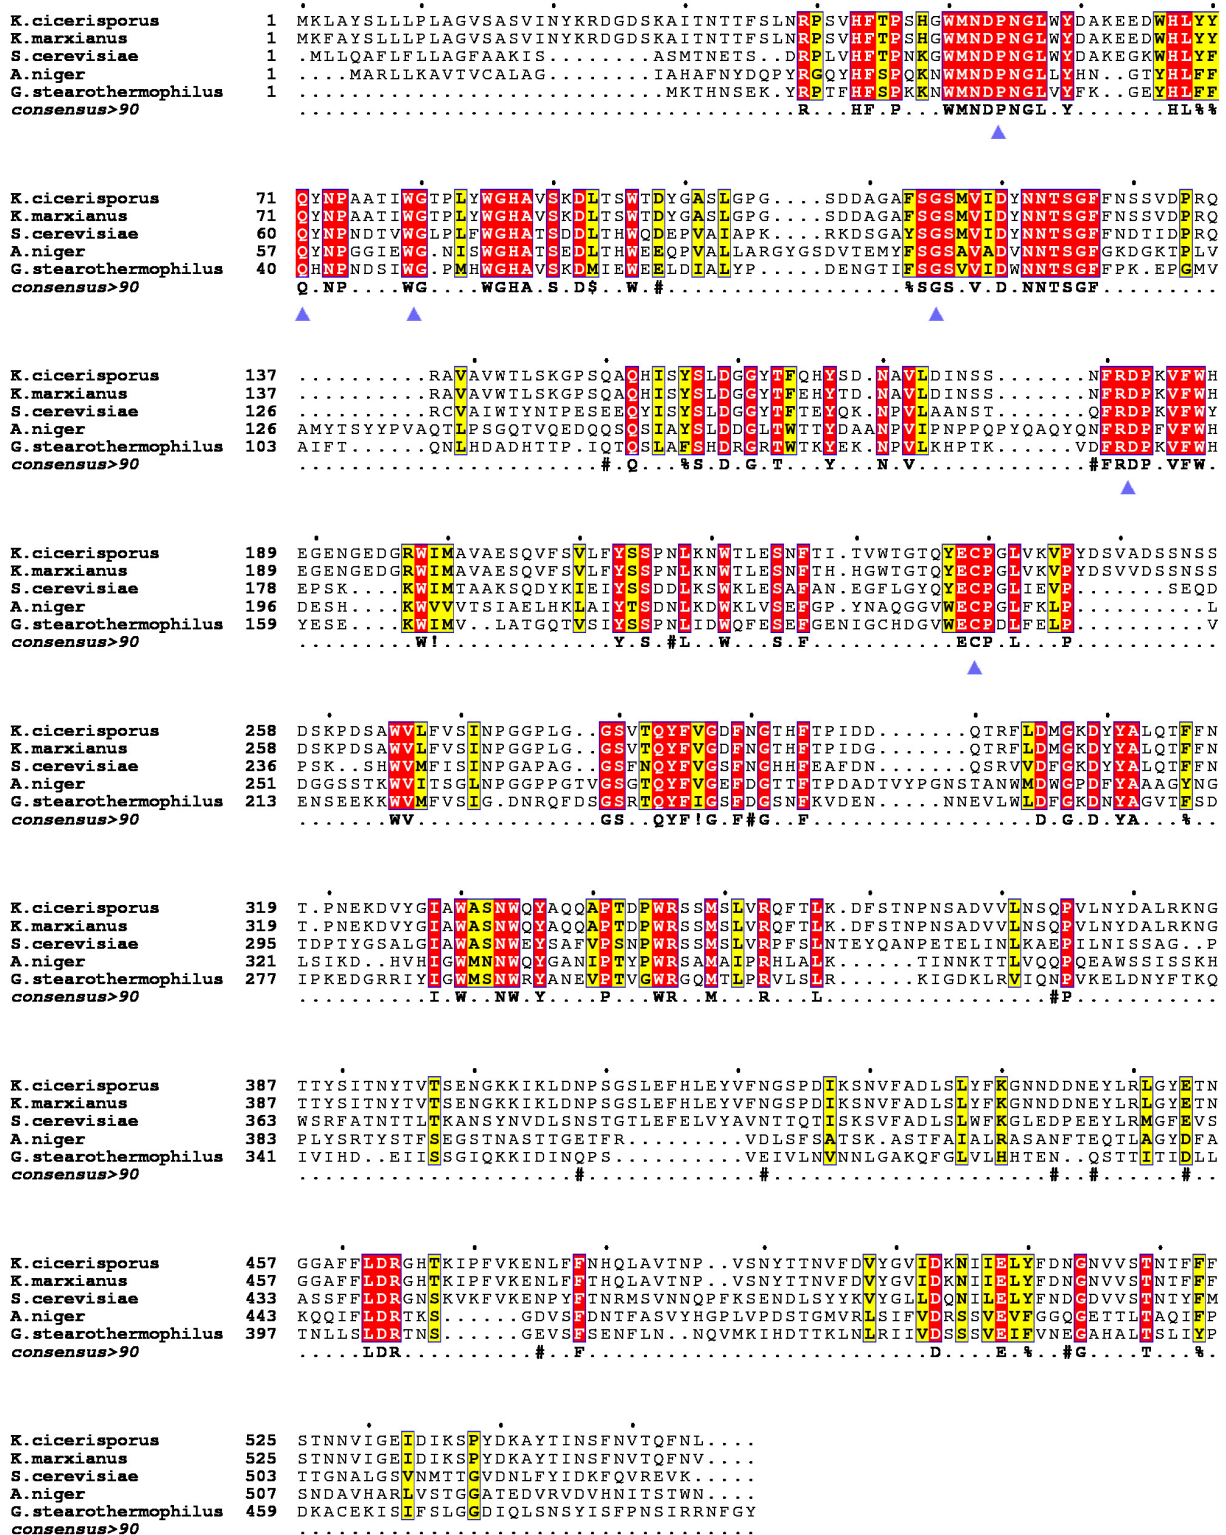 K.cicerisporus 1 MKLAYSLLLPLAGVSASVINYKRDGDSKAITNTTFSLNRPSVHFTPSHGWMNDPNGLWYDAKEEDWHLYY
K.marxianus 1 MKFAYSLLLPLAGVSASVINYKRDGDSKAITNTTFSLNRPSVHFTPSHGWMNDPNGLWYDAKEEDWHLYY
S.cerevisiae 1 .MLLQAFLFLLAGFAAKIS........ASMTNETS..DRPLVHFTPNKGWMNDPNGLWYDEKDAKWHLYF
A.niger 1 ....MARLLKAVTVCALAG........IAHAFNYDQPYRGQYHFSPQKNWMNDPNGLLYHN..GTYHLFF
G.stearothermophilus 1 ............................MKTHNSEK.YRPTFHFSPKKNWMNDPNGLVYFK..GEYHLFF
consensus>90 ......................................R...HF.P...WMNDPNGL.Y.......HL%%
K.cicerisporus 71 QYNPAATIWGTPLYWGHAVSKDLTSWTDYGASLGPG....SDDAGAFSGSMVIDYNNTSGFFNSSVDPRQ
K.marxianus 71 QYNPAATIWGTPLYWGHAVSKDLTSWTDYGASLGPG....SDDAGAFSGSMVIDYNNTSGFFNSSVDPRQ
S.cerevisiae 60 QYNPNDTVWGLPLFWGHATSDDLTHWQDEPVAIAPK....RKDSGAYSGSMVIDYNNTSGFFNDTIDPRQ
A.niger 57 QYNPGGIEWG.NISWGHATSEDLTHWEEQPVALLARGYGSDVTEMYFSGSAVADVNNTSGFGKDGKTPLV
G.stearothermophilus 40 QHNPNDSIWG.PMHWGHAVSKDMIEWEELDIALYP....DENGTIFSGSVVIDWNNTSGFFPK.EPGMV
consensus>90 Q.NP....WG....WGHA.S.D$..W.#..................%SGS.V.D.NNTSGF.........
K.cicerisporus 137 ..........RAVAVWTLSKGPSQAQHISYSLDGGYTFQHYSD.NAVLDINSS.......NFRDPKVFWH
K.marxianus 137 ..........RAVAVWTLSKGPSQAQHISYSLDGGYTFEHYTD.NAVLDINSS.......NFRDPKVFWH
S.cerevisiae 126 ..........RCVAIWTYNTPESEEQYISYSLDGGYTFTEYQK.NPVLAANST.......QFRDPKVFWY
A.niger 126 AMYTSYYPVAQTLPSGQTVQEDQQSQSIAYSLDDGLTWTTYDAANPVIPNPPQPYQAQYQNFRDPFVFWH
G.stearothermophilus 103 AIFT......QNLHDADHTTP.IQTQSLAFSHDRGRTWTKYEK.NPVLKHPTK.......VDFRDPKVFWH
consensus>90 .......................#.Q...%S.D.G.T...Y...N.V.............#FRDP.VFW.
K.cicerisporus 189 EGENGEDGRWIMAVAESQVFSVLFYSSPNLKNWTLESNFTI.TVWTGTQYECPGLVKVPYDSVADSSNSS
K.marxianus 189 EGENGEDGRWIMAVAESQVFSVLFYSSPNLKNWTLESNFTH.HGWTGTQYECPGLVKVPYDSVVDSSNSS
S.cerevisiae 178 EPSK....KWIMTAAKSQDYKIEIYSSDDLKSWKLESAFAN.EGFLGYQYECPGLIEVP.......SEQD
A.niger 196 DESH....KWVVVTSIAELHKLAIYTSDNLKDWKLVSEFGP.YNAQGGVWECPGLFKLP..........
G.stearothermophilus 159 YESE....KWIMV..LATGQTVSIYSSPNLIDWQFESEFGENIGCHDGVWECPDLFELP..........V
consensus>90 .........W!.............Y.S.#L..W...S.F...........ECP.L...P...........
K.cicerisporus 258 DSKPDSAWVLFVSINPGGPLG..GSVTQYFVGDFNGTHFTPIDD...........QTRFLDMGKDYYALQTFFN
K.marxianus 258 DSKPDSAWVLFVSINPGGPLG..GSVTQYFVGDFNGTHFTPIDG...........QTRFLDMGKDYYALQTFFN
S.cerevisiae 236 PSK..SHWVMFISINPGAPAG..GSFNQYFVGSFNGHHFEAFDN...........QSRVVDFGKDYYALQTFFN
A.niger 251 DGGSSTKWVITSGLNPGGPPGTVGSGTQYFVGEFDGTTFTPDADTVYPGNSTANWMDWGPDFYAAAGYNG
G.stearothermophilus 213 ENSEEKKWVMFVSIG.DNRQFDSGSRTQYFIGSFDGSNFKVDEN....NNEVLWLDFGKDNYAGVTFSD
consensus>90 .......WV..............GS..QYF!G.F#G..F.................D.G.D.YA...%..
K.cicerisporus 319 T.PNEKDVYGIAWASNWQYAQQAPTDPWRSSMSLVRQFTLK.DFSTNPNSADVVLNSQPVLNYDALRKNG
K.marxianus 319 T.PNEKDVYGIAWASNWQYAQQAPTDPWRSSMSLVRQFTLK.DFSTNPNSADVVLNSQPVLNYDALRKNG
S.cerevisiae 295 TDPTYGSALGIAWASNWEYSAFVPSNPWRSSMSLVRPFSLNTEYQANPETELINLKAEPILNISSAG..P
A.niger 321 LSIKD..HVHIGWMNNWQYGANIPTYPWRSAMAIPRHLALK.....TINNKTTLVQQPQEAWSSISSKH
G.stearothermophilus 277 IPKEDGRRIYIGWMSNWRYANEVPTVGWRGQMTLPRVLSLR......KIGDKLRVIQNPVKELDNYFTKQ
consensus>90 ..........I.W..NW.Y....P...WR..M...R...L..................#P...........
K.cicerisporus 387 TTYSITNYTVTSENGKKIKLDNPSGSLEFHLEYVFNGSPDIKSNVFADLSLYFKGNNDDNEYLRLGYETN
K.marxianus 387 TTYSITNYTVTSENGKKIKLDNPSGSLEFHLEYVFNGSPDIKSNVFADLSLYFKGNNDDNEYLRLGYETN
S.cerevisiae 363 WSRFATNTTLTKANSYNVDLSNSTGTLEFELVYAVNTTQTISKSVFADLSLWFKGLEDPEEYLRMGFEVS
A.niger 383 PLYSRTYSTFSEGSTNASTTGETFR..........VDLSFSATSK.ASTFAIALRASANFTEQTLAGYDFA
G.stearothermophilus 341 IVIHD..EIISSGIQKKIDINQPS...........VEIVLNVNNLGAKQFGLVLHHTEN..QSTTITIDLL
consensus>90 .....................#.............#.....................#..#......#..
K.cicerisporus 457 GGAFFLDRGHTKIPFVKENLFFNHQLAVTNP..VSNYTTNVFDVYGVIDKNIIELYFDNGNVVSTNTFFF
K.marxianus 457 GGAFFLDRGHTKIPFVKENLFFTHQLAVTNP..VSNYTTNVFDVYGVIDKNIIELYFDNGNVVSTNTFFF
S.cerevisiae 433 ASSFFLDRGNSKVKFVKENPYFTNRMSVNNQPFKSENDLSYYKVYGLLDQNILELYFNDGDVVSTNTYFM
A.niger 443 KQQIFLDRTKS......GDVSFDNTFASVYHGPLVPDSTGMVRLSIFVDRSSVEVFGGQGETTLTAQIFP
G.stearothermophilus 397 TNLLSLDRTNS......GEVSFSENFLN..NQVMKIHDTTKLNLRIIVDSSSVEIFVNEGAHALTSLIYP
consensus>90 .....LDR..........#..F..........................D....E.%..#G....T...%.
K.cicerisporus 525 STNNVIGEIDIKSPYDKAYTINSFNVTQFNL....
K.marxianus 525 STNNVIGEIDIKSPYDKAYTINSFNVTQFNV....
S.cerevisiae 503 TTGNALGSVNMTTGVDNLFYIDKFQVREVK.....
A.niger 507 SNDAVHARLVSTGGATEDVRVDVHNITSTWN....
G.stearothermophilus 459 DKACEKISIFSLGGDIQLSNSYISFPNSIRRNFGY
consensus>90 ...................................